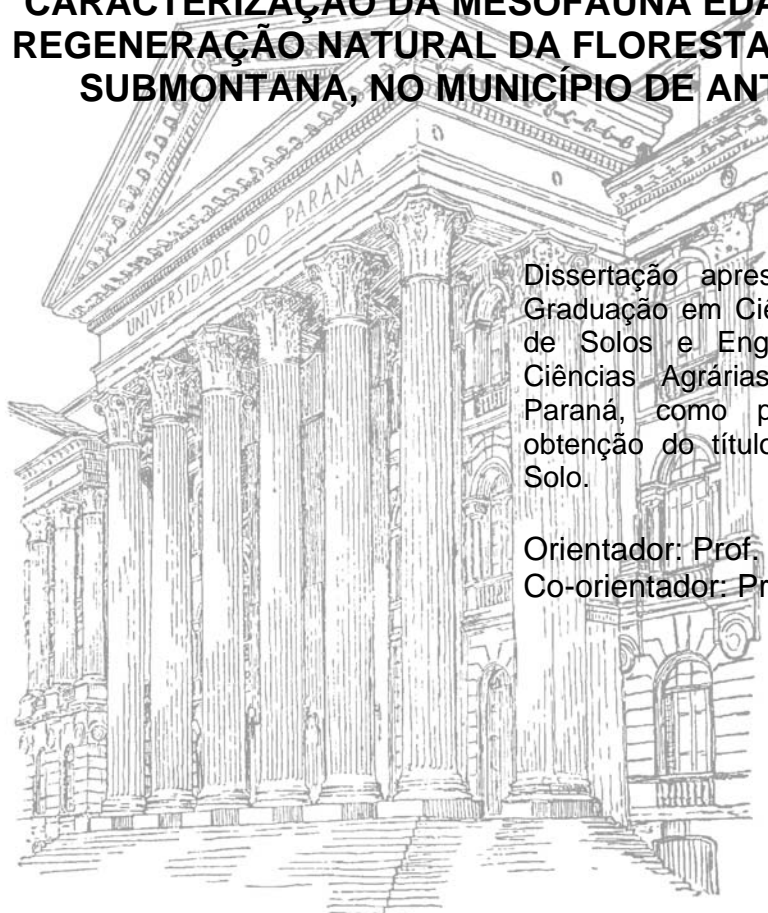 CARACTERIZAÇÃO DA MESOFAUNA EDA
REGENERAÇÃO NATURAL DA FLORESTA
SUBMONTANA, NO MUNICÍPIO DE ANT
UNIVERSIDADE DO PARANÁ
Dissertação apres
Graduação em Ciê
de Solos e Eng
Ciências Agrárias
Paraná, como p
obtenção do título
Solo.
Orientador: Prof.
Co-orientador: Pr